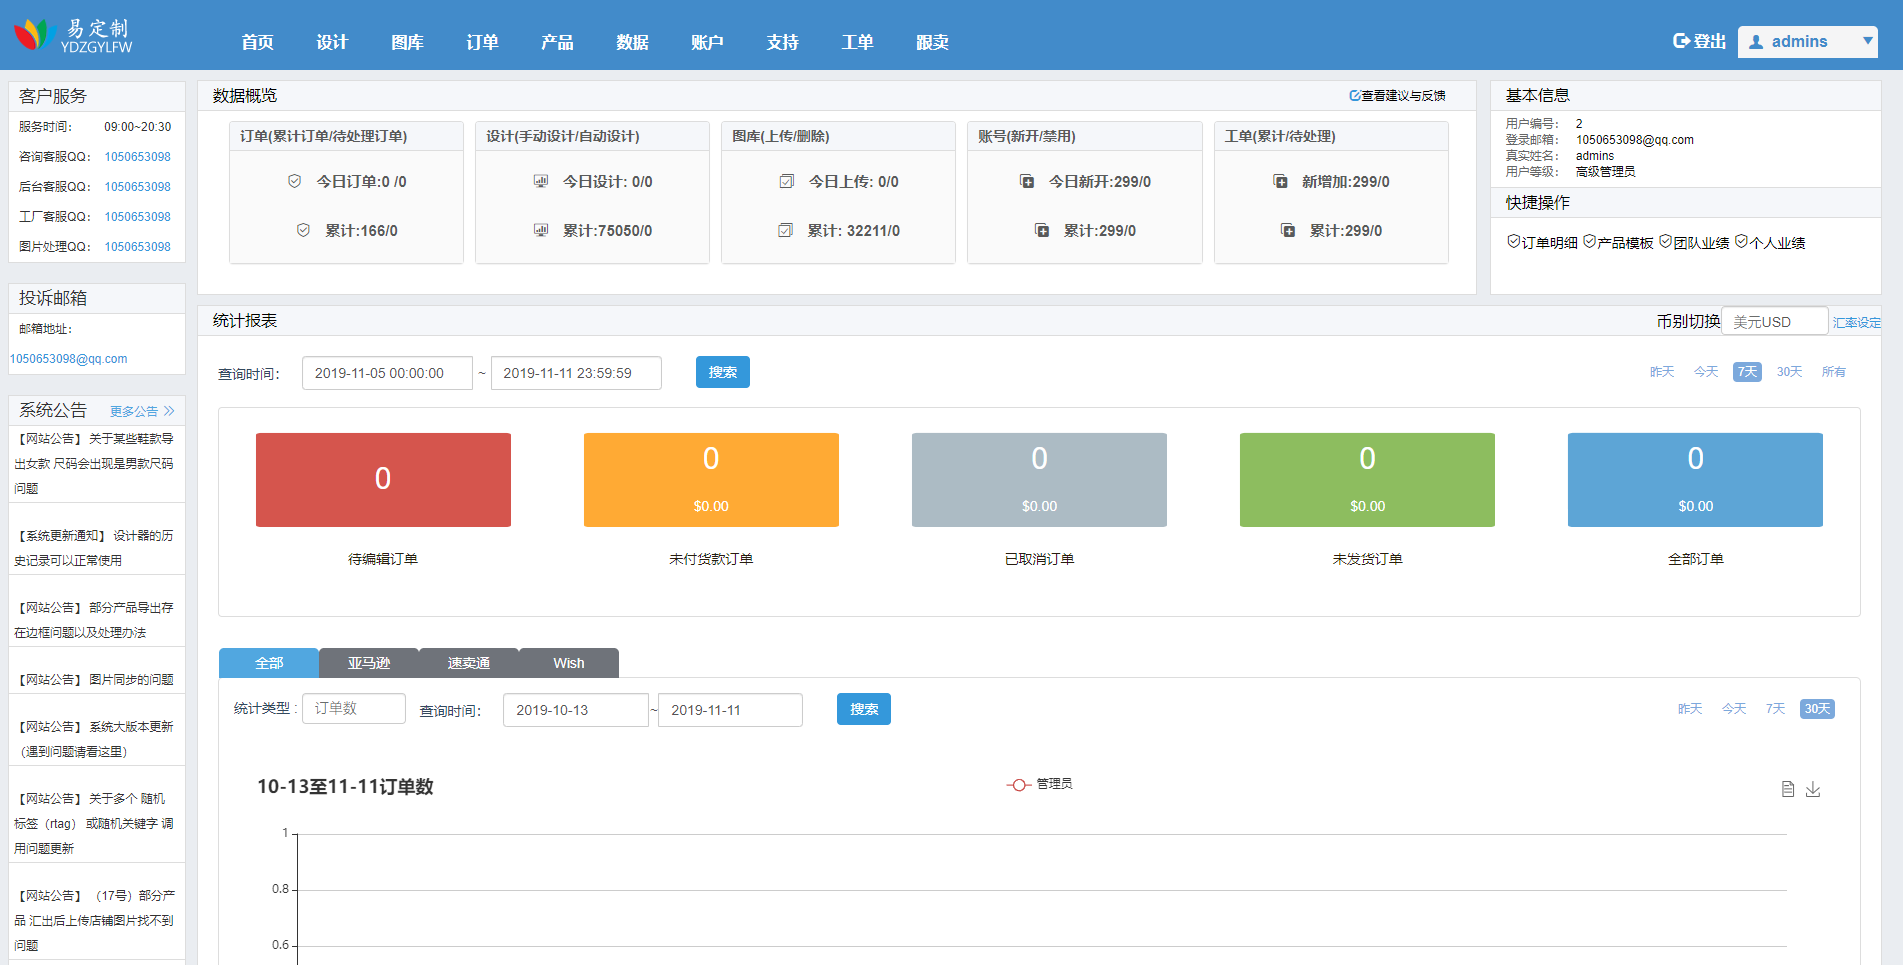 易定制
YDZGYLFW
首页 设计 图库 订单 产品 数据 账户 支持 工单 跟卖
登出 admins
客户服务
服务时间： 09:00~20:30
咨询客服QQ： 1050653098
后台客服QQ： 1050653098
工厂客服QQ： 1050653098
图片处理QQ： 1050653098
投诉邮箱
邮箱地址：
1050653098@qq.com
系统公告 更多公告
【网站公告】 关于某些鞋款导
出女款 尺码会出现是男款尺码
问题
【系统更新通知】 设计器的历
史记录可以正常使用
【网站公告】 部分产品导出存
在边框问题以及处理办法
【网站公告】 图片同步的问题
【网站公告】 系统大版本更新
（遇到问题请看这里）
【网站公告】 关于多个 随机
标签（rtag） 或随机关键字 调
用问题更新
【网站公告】 （17号）部分产
品 汇出后上传店铺图片找不到
问题
数据概览 查看建议与反馈
订单(累计订单/待处理订单)
今日订单:0 /0
累计:166/0
设计(手动设计/自动设计)
今日设计: 0/0
累计:75050/0
图库(上传/删除)
今日上传: 0/0
累计: 32211/0
账号(新开/禁用)
今日新开:299/0
累计:299/0
工单(累计/待处理)
新增加:299/0
累计:299/0
基本信息
用户编号： 2
登录邮箱： 1050653098@qq.com
真实姓名： admins
用户等级： 高级管理员
快捷操作
订单明细 产品模板 团队业绩 个人业绩
统计报表 币别切换 美元USD 汇率设定
查询时间： 2019-11-05 00:00:00 ~ 2019-11-11 23:59:59 搜索 昨天 今天 7天 30天 所有
0
待编辑订单
0
$0.00
未付货款订单
0
$0.00
已取消订单
0
$0.00
未发货订单
0
$0.00
全部订单
全部 亚马逊 速卖通 Wish
统计类型 : 订单数 查询时间： 2019-10-13 ~ 2019-11-11 搜索 昨天 今天 7天 30天
10-13至11-11订单数 管理员
1
0.8
0.6